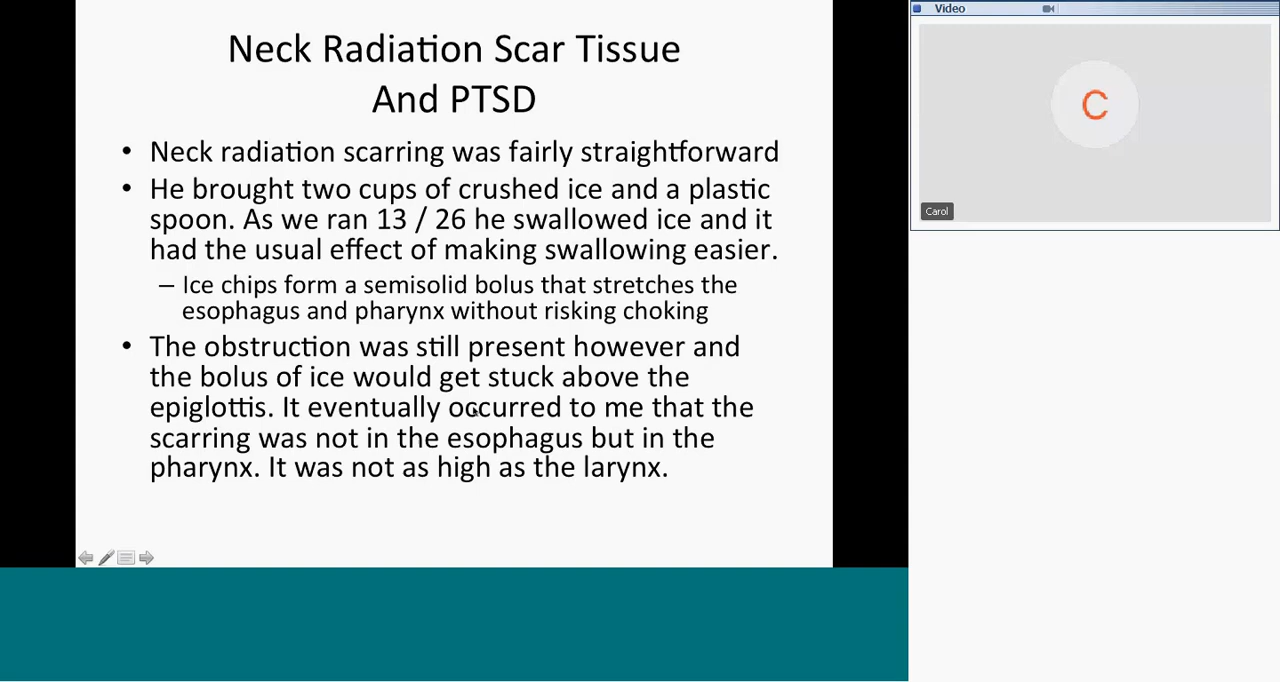 Neck Radiation Scar Tissue
And PTSD
• Neck radiation scarring was fairly straightforward
• He brought two cups of crushed ice and a plastic
spoon. As we ran 13 / 26 he swallowed ice and it
had the usual effect of making swallowing easier.
– Ice chips form a semisolid bolus that stretches the
esophagus and pharynx without risking choking
• The obstruction was still present however and
the bolus of ice would get stuck above the
epiglottis. It eventually occurred to me that the
scarring was not in the esophagus but in the
pharynx. It was not as high as the larynx.
Video
C
Carol